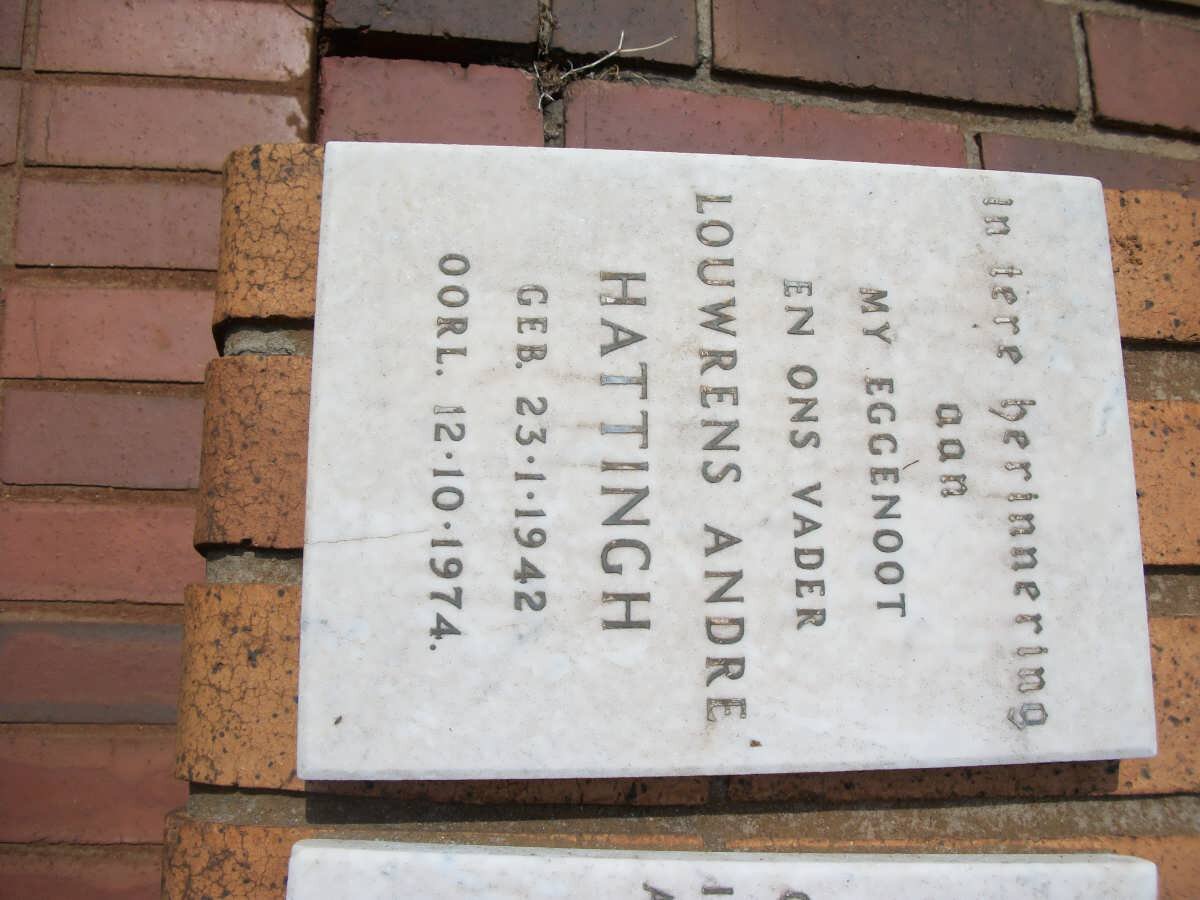 In tere herinnering
aan
MY EGGENOOT
EN ONS VADER
LOUWRENS ANDRE
HATTINGH
GEB. 23·1·1942
OORL. 12·10·1974.